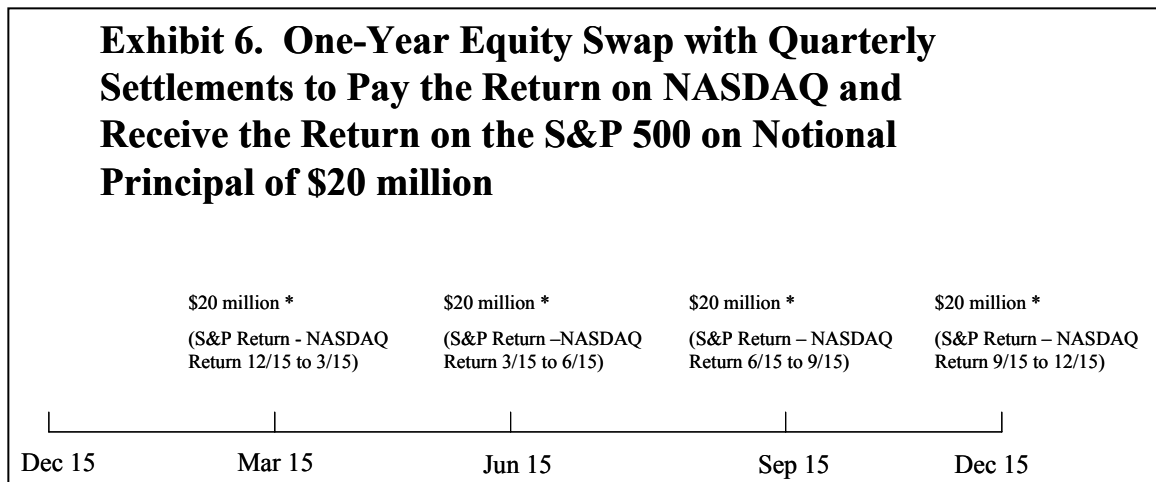 Exhibit 6. One-Year Equity Swap with Quarterly
Settlements to Pay the Return on NASDAQ and
Receive the Return on the S&P 500 on Notional
Principal of $20 million
$20 million *
(S&P Return - NASDAQ
Return 12/15 to 3/15)
$20 million *
(S&P Return –NASDAQ
Return 3/15 to 6/15)
$20 million *
(S&P Return – NASDAQ
Return 6/15 to 9/15)
$20 million *
(S&P Return – NASDAQ
Return 9/15 to 12/15)
Dec 15
Mar 15
Jun 15
Sep 15
Dec 15